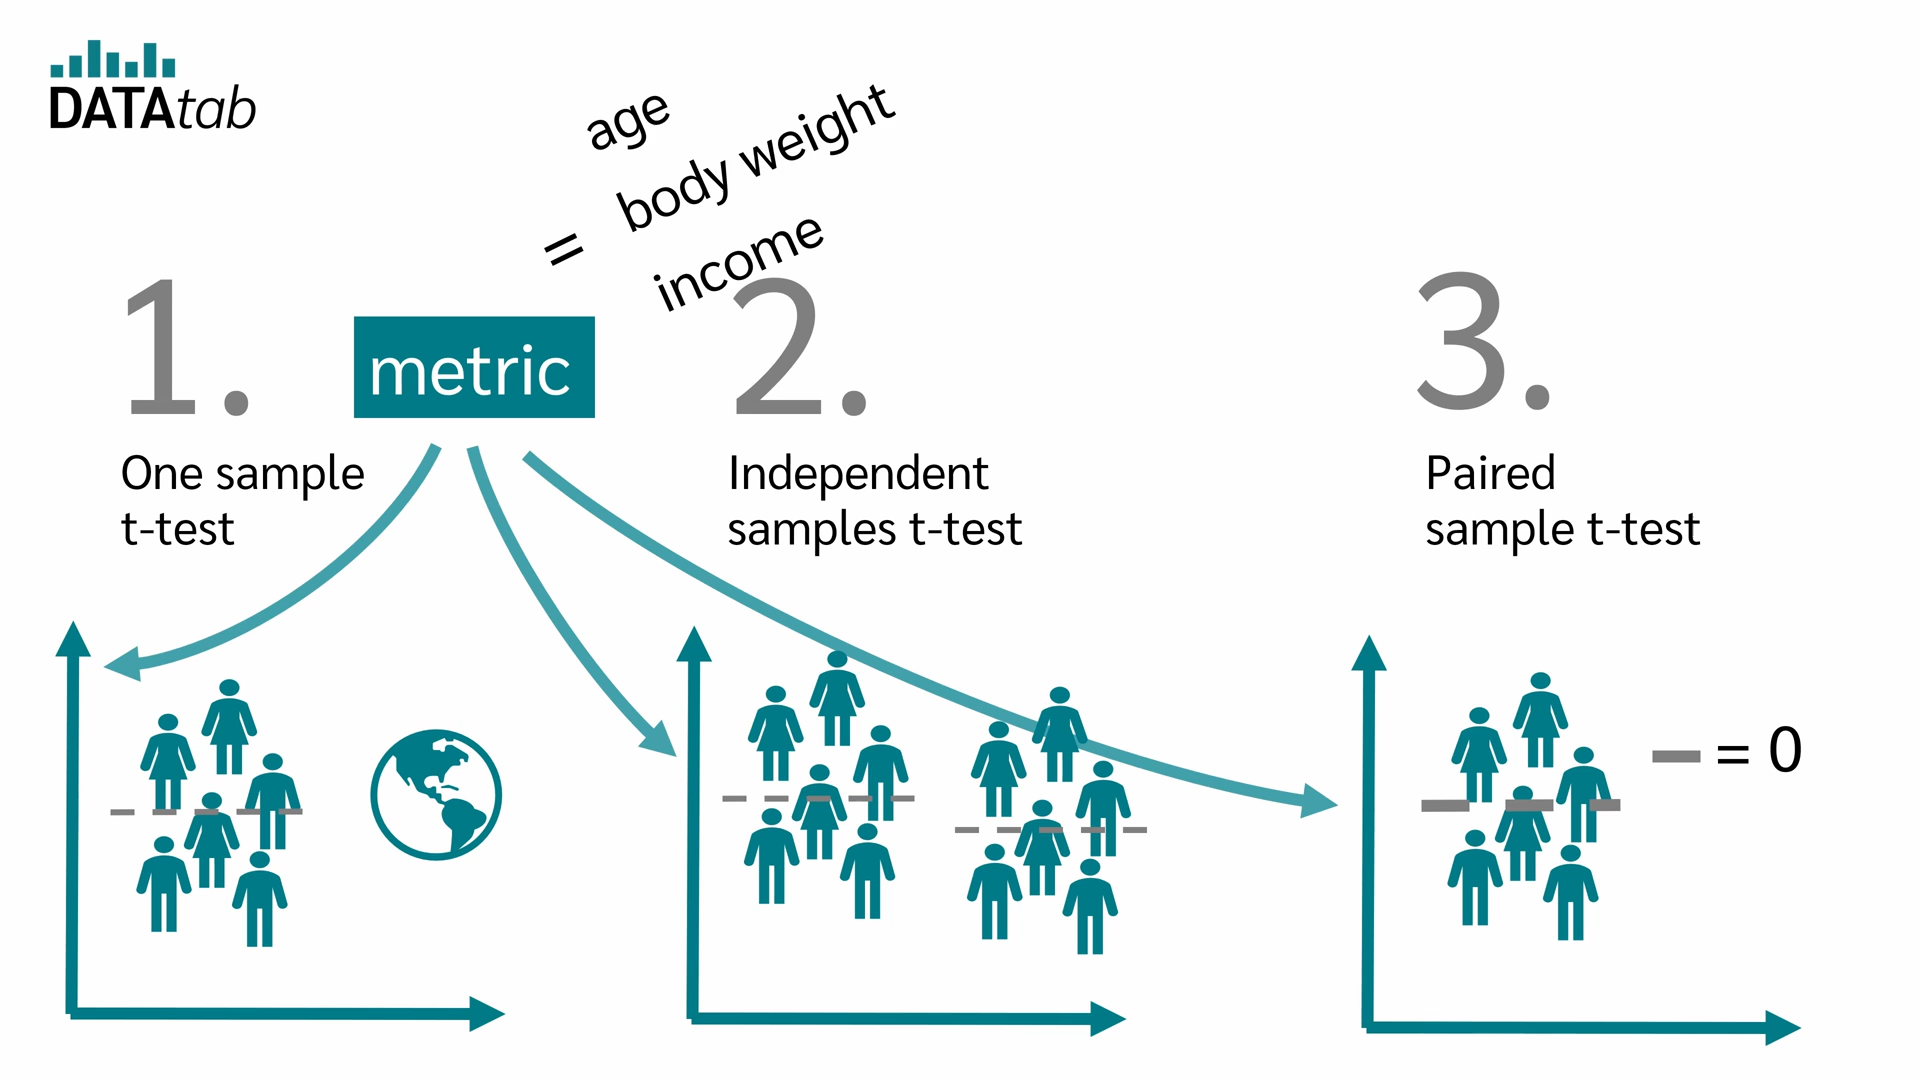 DATAtab
age
body weight
= income
1.
metric
2.
3.
One sample
t-test
Independent
samples t-test
Paired
sample t-test
= 0